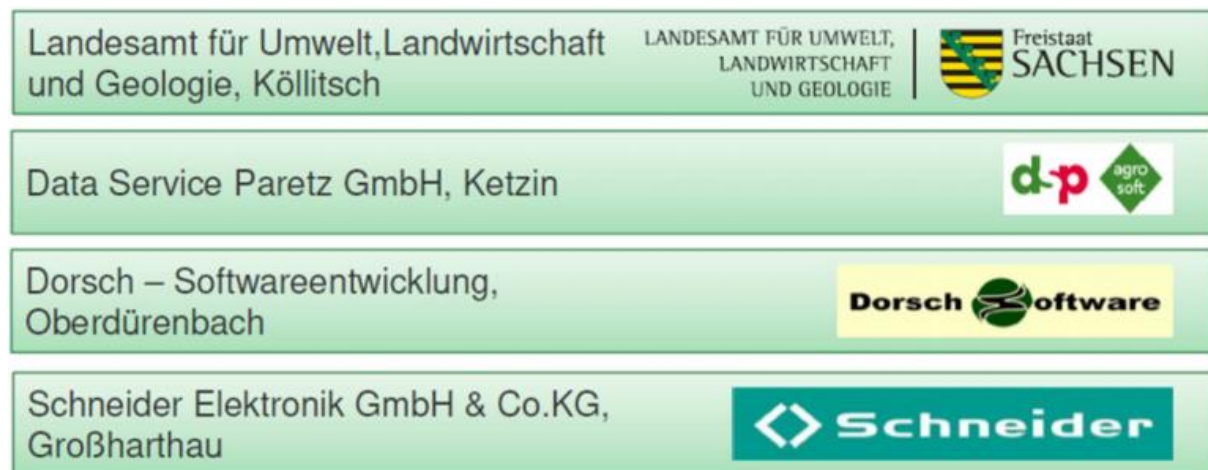 Landesamt für Umwelt,Landwirtschaft
und Geologie, Köllitsch
LANDESAMT FÜR UMWELT,
LANDWIRTSCHAFT
UND GEOLOGIE
Freistaat
SACHSEN
Data Service Paretz GmbH, Ketzin
dsp
agro
soft
Dorsch – Softwareentwicklung,
Oberdürenbach
Dorsch Software
Schneider Elektronik GmbH & Co.KG,
Großharthau
Schneider